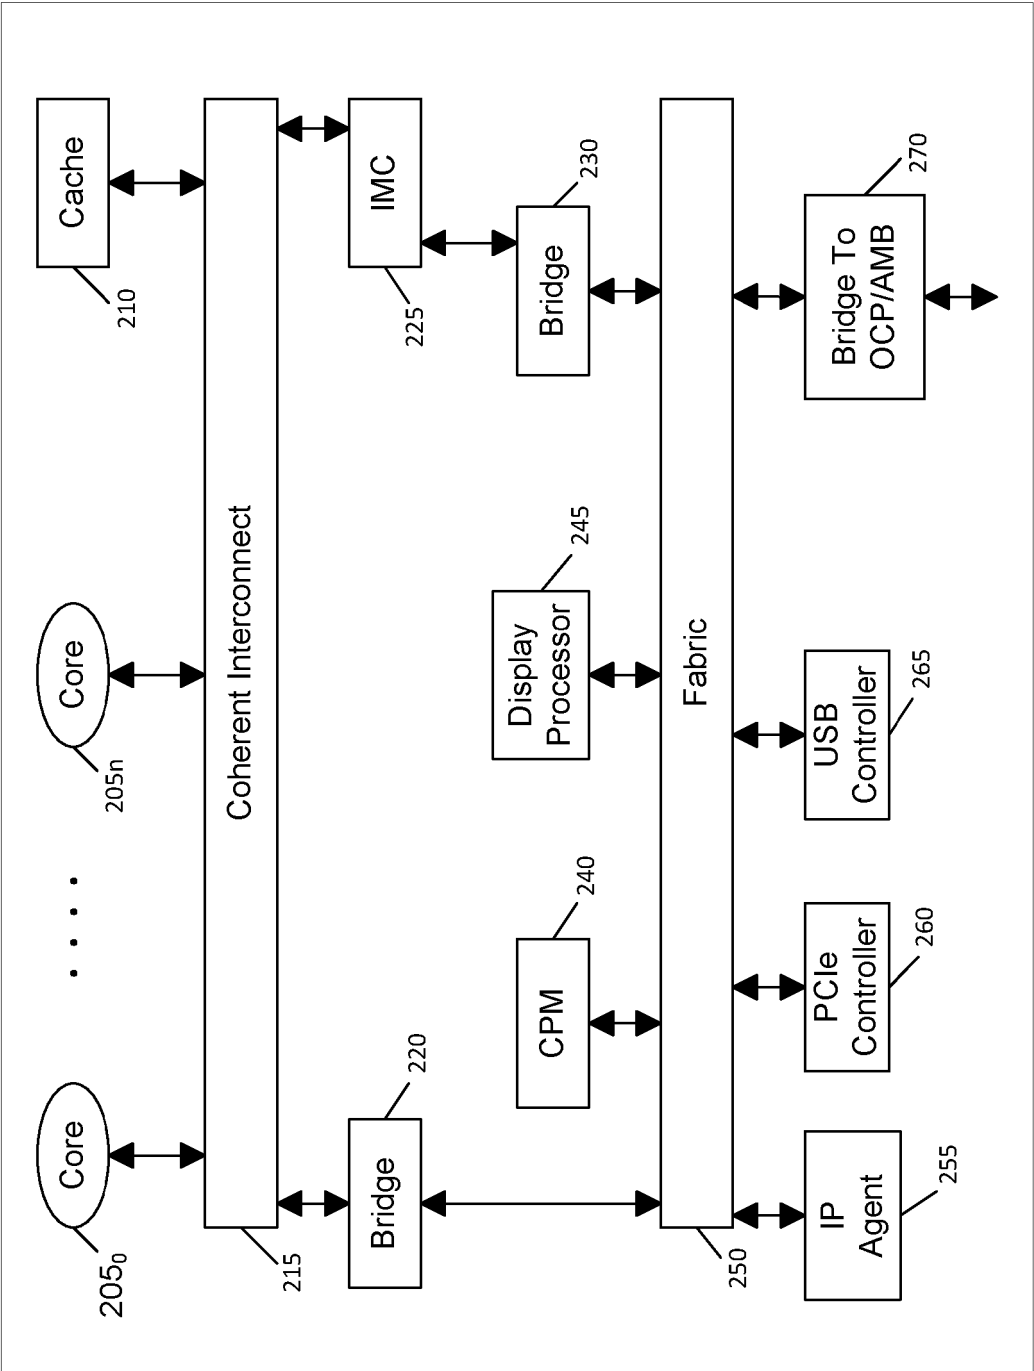 Core
205₀
. . . .
Core
205n
Cache
210
Coherent Interconnect
215
Bridge
220
IMC
225
CPM
240
Display
Processor
245
Bridge
230
Fabric
250
IP
Agent
255
PCIe
Controller
260
USB
Controller
265
Bridge To
OCP/AMB
270